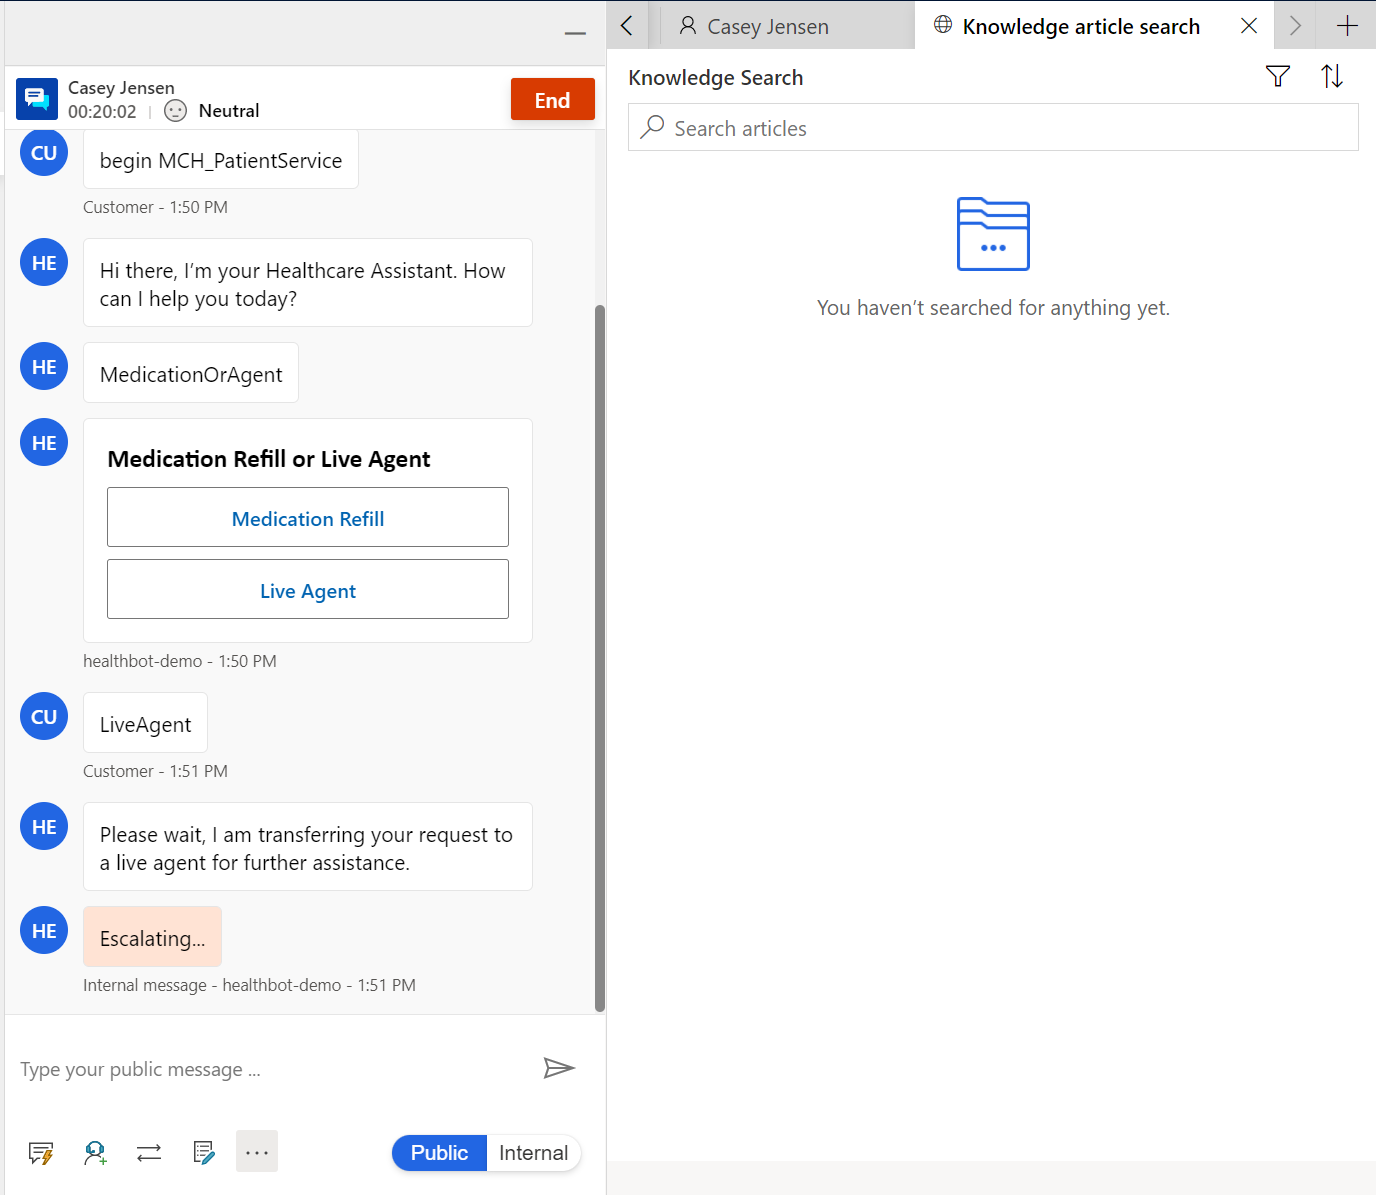 Casey Jensen
00:20:02 | Neutral
End
CU
begin MCH_PatientService
Customer - 1:50 PM
HE
Hi there, I’m your Healthcare Assistant. How
can I help you today?
HE
MedicationOrAgent
HE
Medication Refill or Live Agent
Medication Refill
Live Agent
healthbot-demo - 1:50 PM
CU
LiveAgent
Customer - 1:51 PM
HE
Please wait, I am transferring your request to
a live agent for further assistance.
HE
Escalating...
Internal message - healthbot-demo - 1:51 PM
Type your public message ...
Public
Internal
Casey Jensen
Knowledge article search
Knowledge Search
Search articles
You haven’t searched for anything yet.